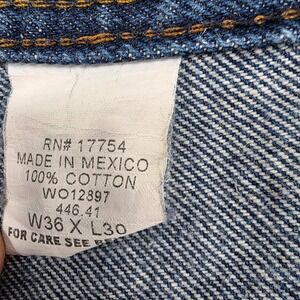 RN# 17754
MADE IN MEXICO
100% COTTON
WO12897
446.41
W36 X L30
FOR CARE SEE